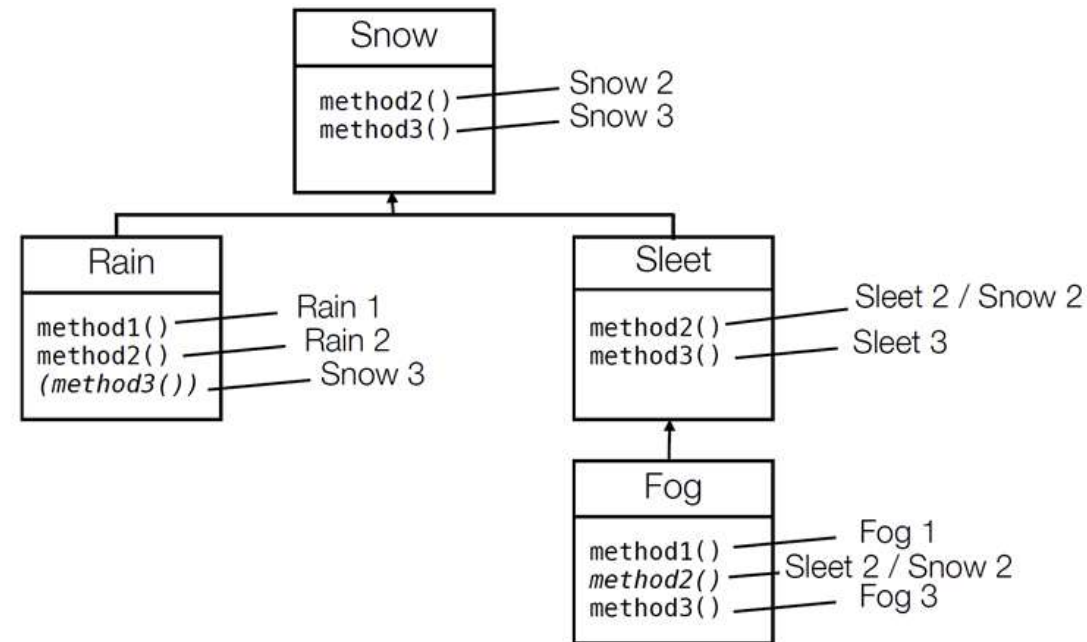 Snow
method2()
Snow 2
method3()
Snow 3
Rain
method1()
Rain 1
method2()
Rain 2
(method3())
Snow 3
Sleet
method2()
Sleet 2 / Snow 2
method3()
Sleet 3
Fog
method1()
Fog 1
method2()
Sleet 2 / Snow 2
method3()
Fog 3